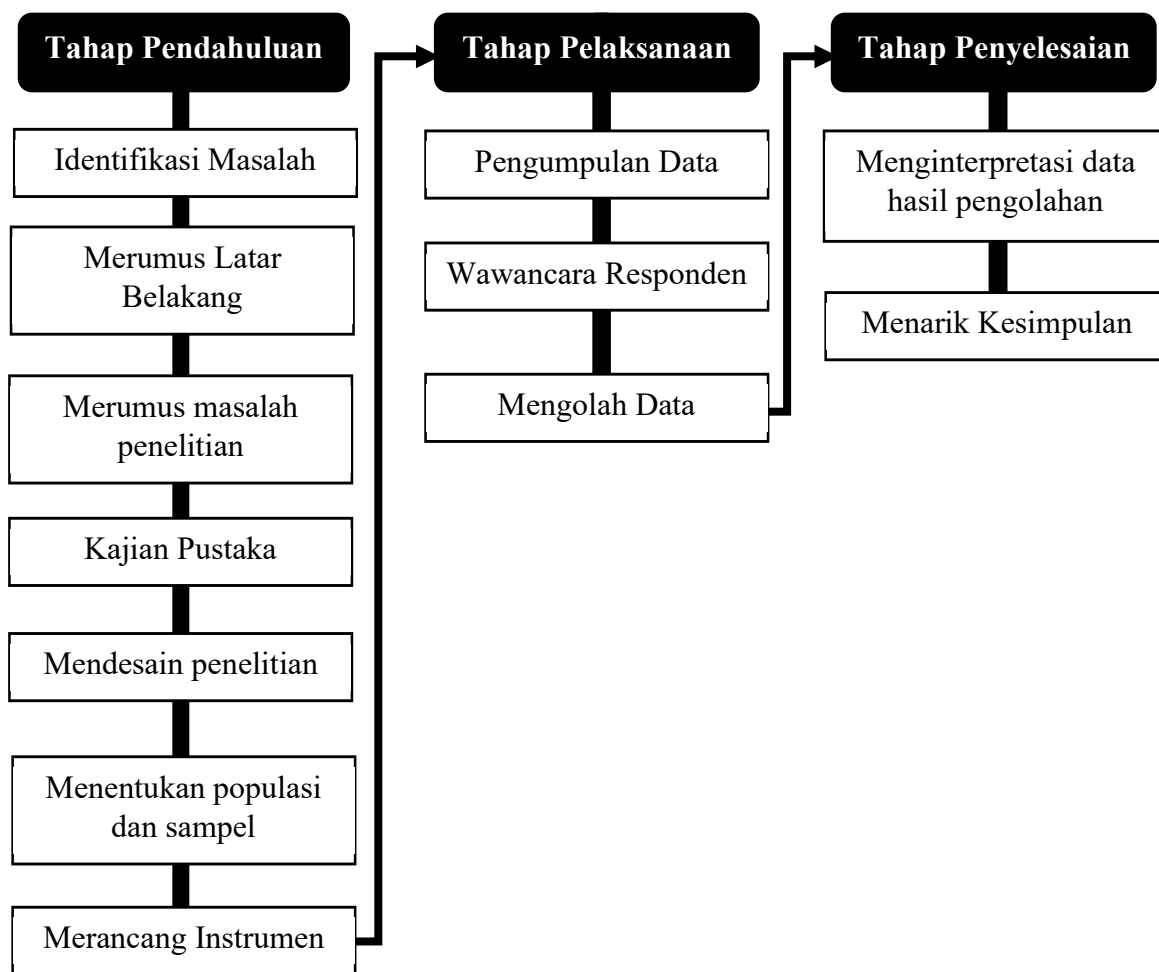 Tahap Pendahuluan
Identifikasi Masalah
Merumus Latar
Belakang
Merumus masalah
penelitian
Kajian Pustaka
Mendesain penelitian
Menentukan populasi
dan sampel
Merancang Instrumen
Tahap Pelaksanaan
Pengumpulan Data
Wawancara Responden
Mengolah Data
Tahap Penyelesaian
Menginterpretasi data
hasil pengolahan
Menarik Kesimpulan